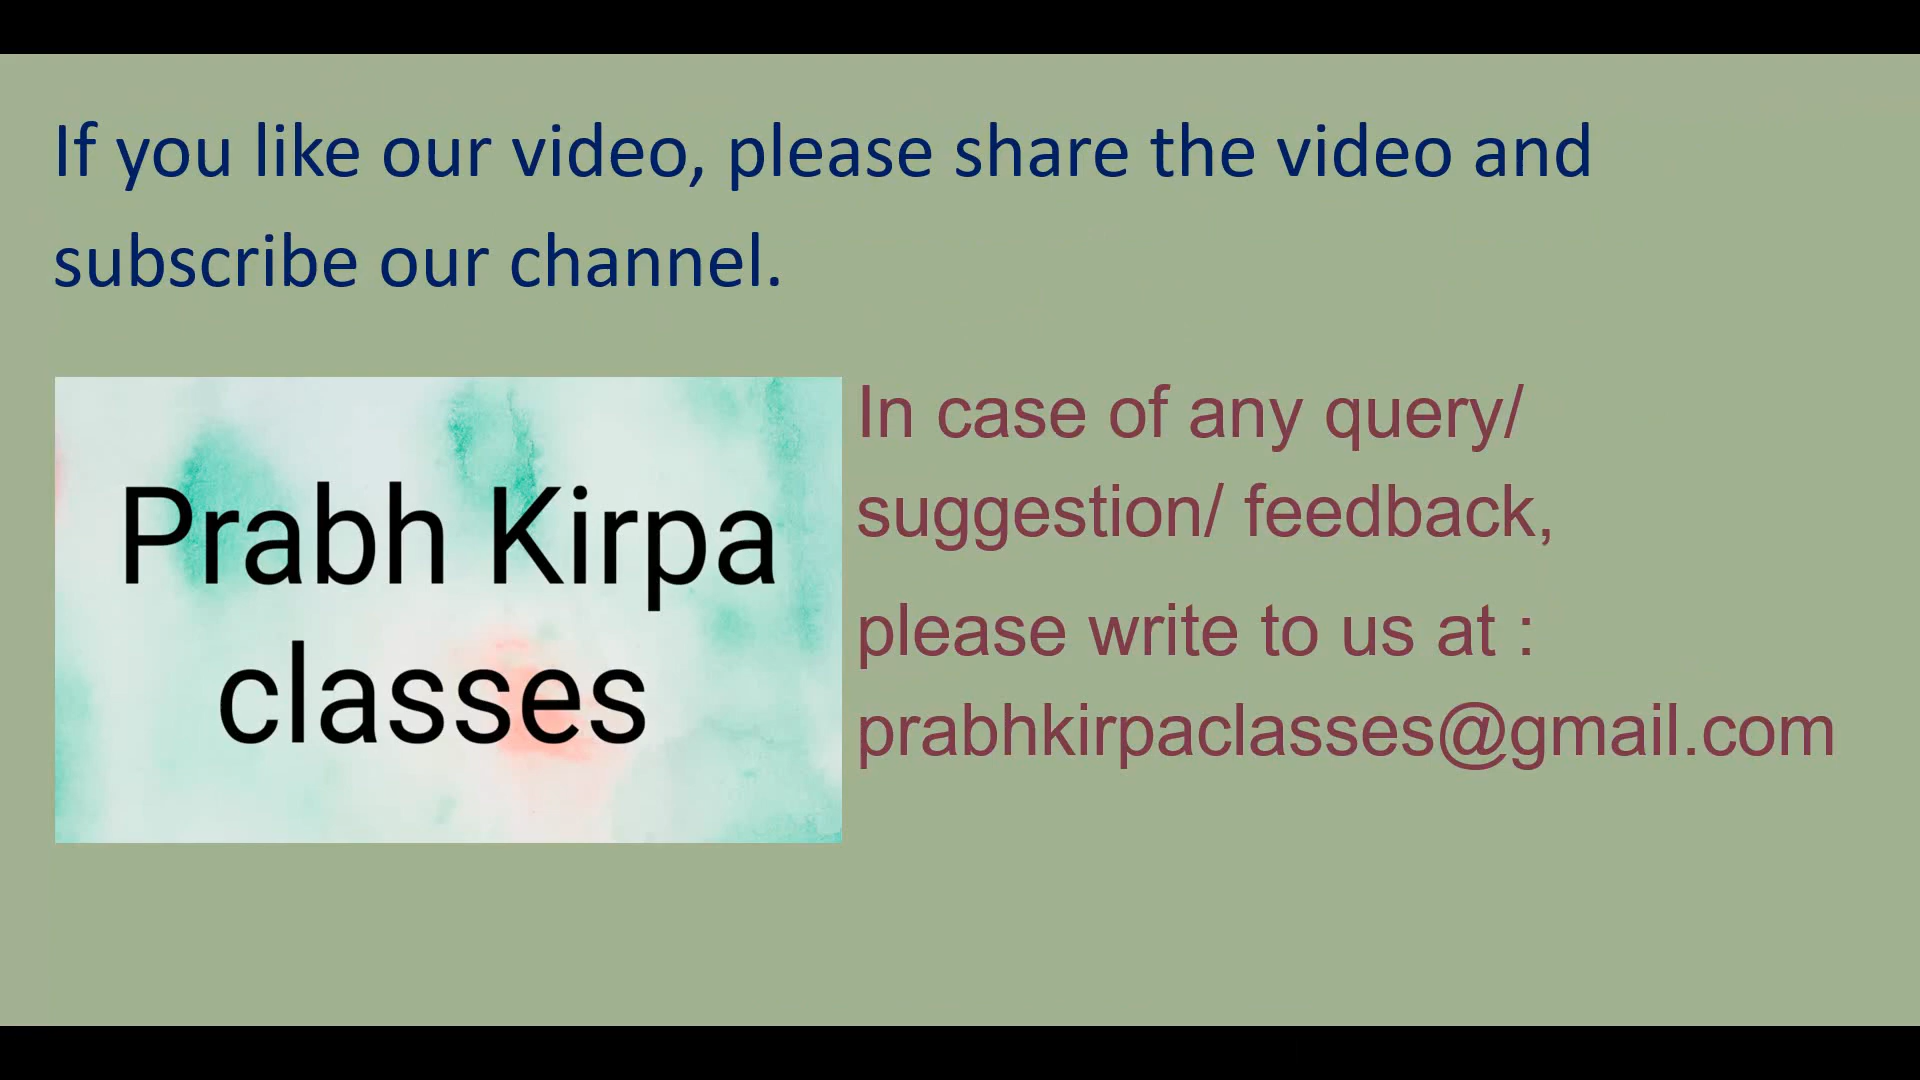 If you like our video, please share the video and
subscribe our channel.
Prabh Kirpa
classes
In case of any query/
suggestion/ feedback,
please write to us at :
prabhkirpaclasses@gmail.com